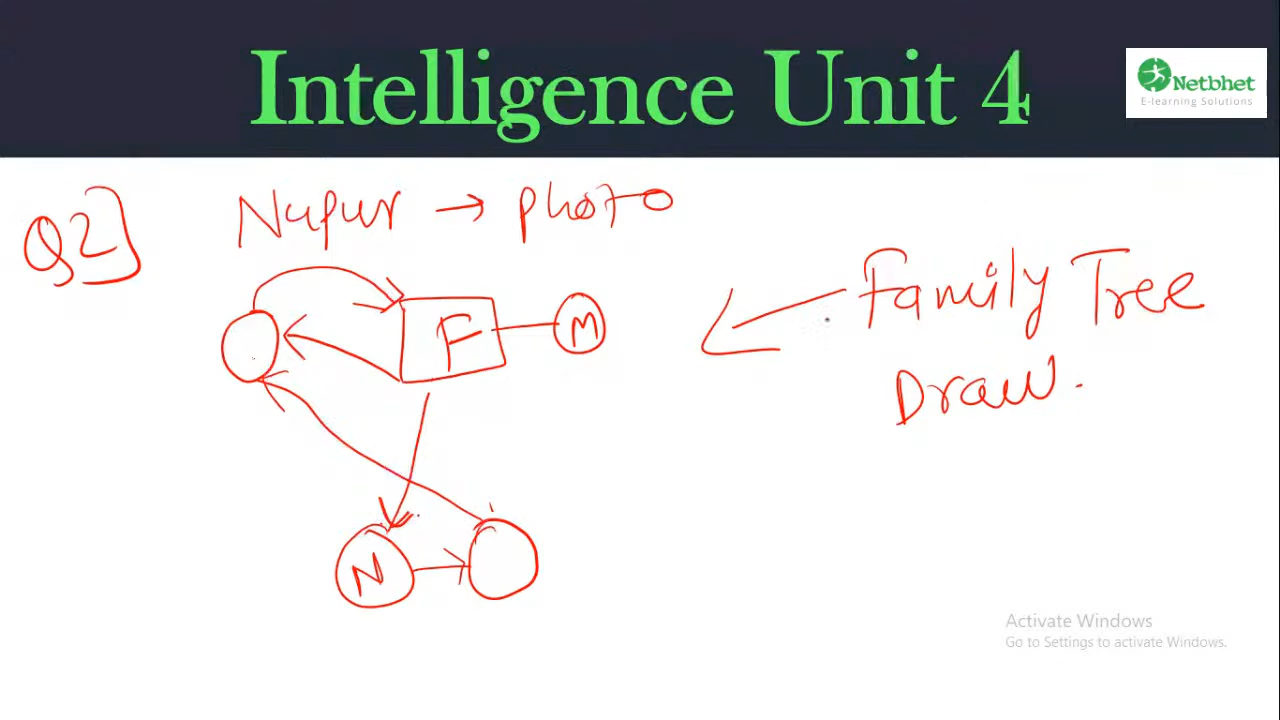 Intelligence Unit 4
Netbhet
E-learning Solutions
Q2] Nupur → photo
Family Tree
Draw.
F
M
N
Activate Windows
Go to Settings to activate Windows.